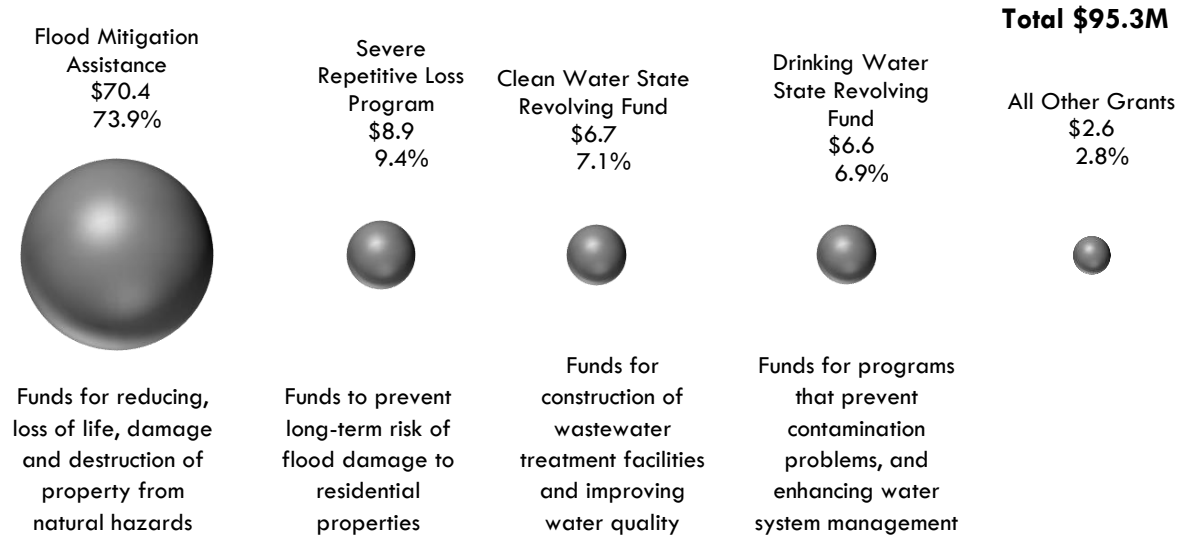 Total $95.3M
Flood Mitigation
Assistance
$70.4
73.9%
Severe
Repetitive Loss
Program
$8.9
9.4%
Clean Water State
Revolving Fund
$6.7
7.1%
Drinking Water
State Revolving
Fund
$6.6
6.9%
All Other Grants
$2.6
2.8%
Funds for reducing,
loss of life, damage
and destruction of
property from
natural hazards
Funds to prevent
long-term risk of
flood damage to
residential
properties
Funds for
construction of
wastewater
treatment facilities
and improving
water quality
Funds for programs
that prevent
contamination
problems, and
enhancing water
system management